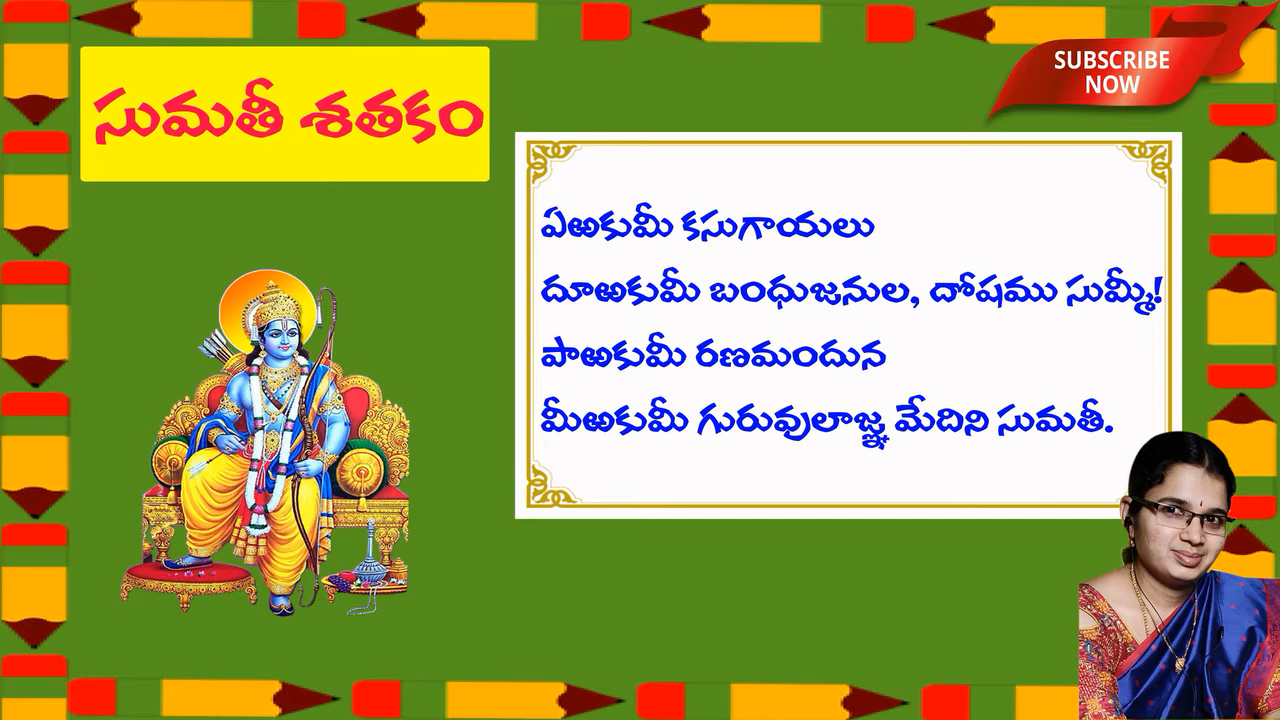 సుమతీ శతకం
SUBSCRIBE
NOW
ఏఱకుమీ కసుగాయలు
దూఱకుమీ బంధుజనుల, దోషము సుమ్మీ!
పాఱకుమీ రణమందున
మీఱకుమీ గురువులాజ్ఞ మేదిని సుమతీ.